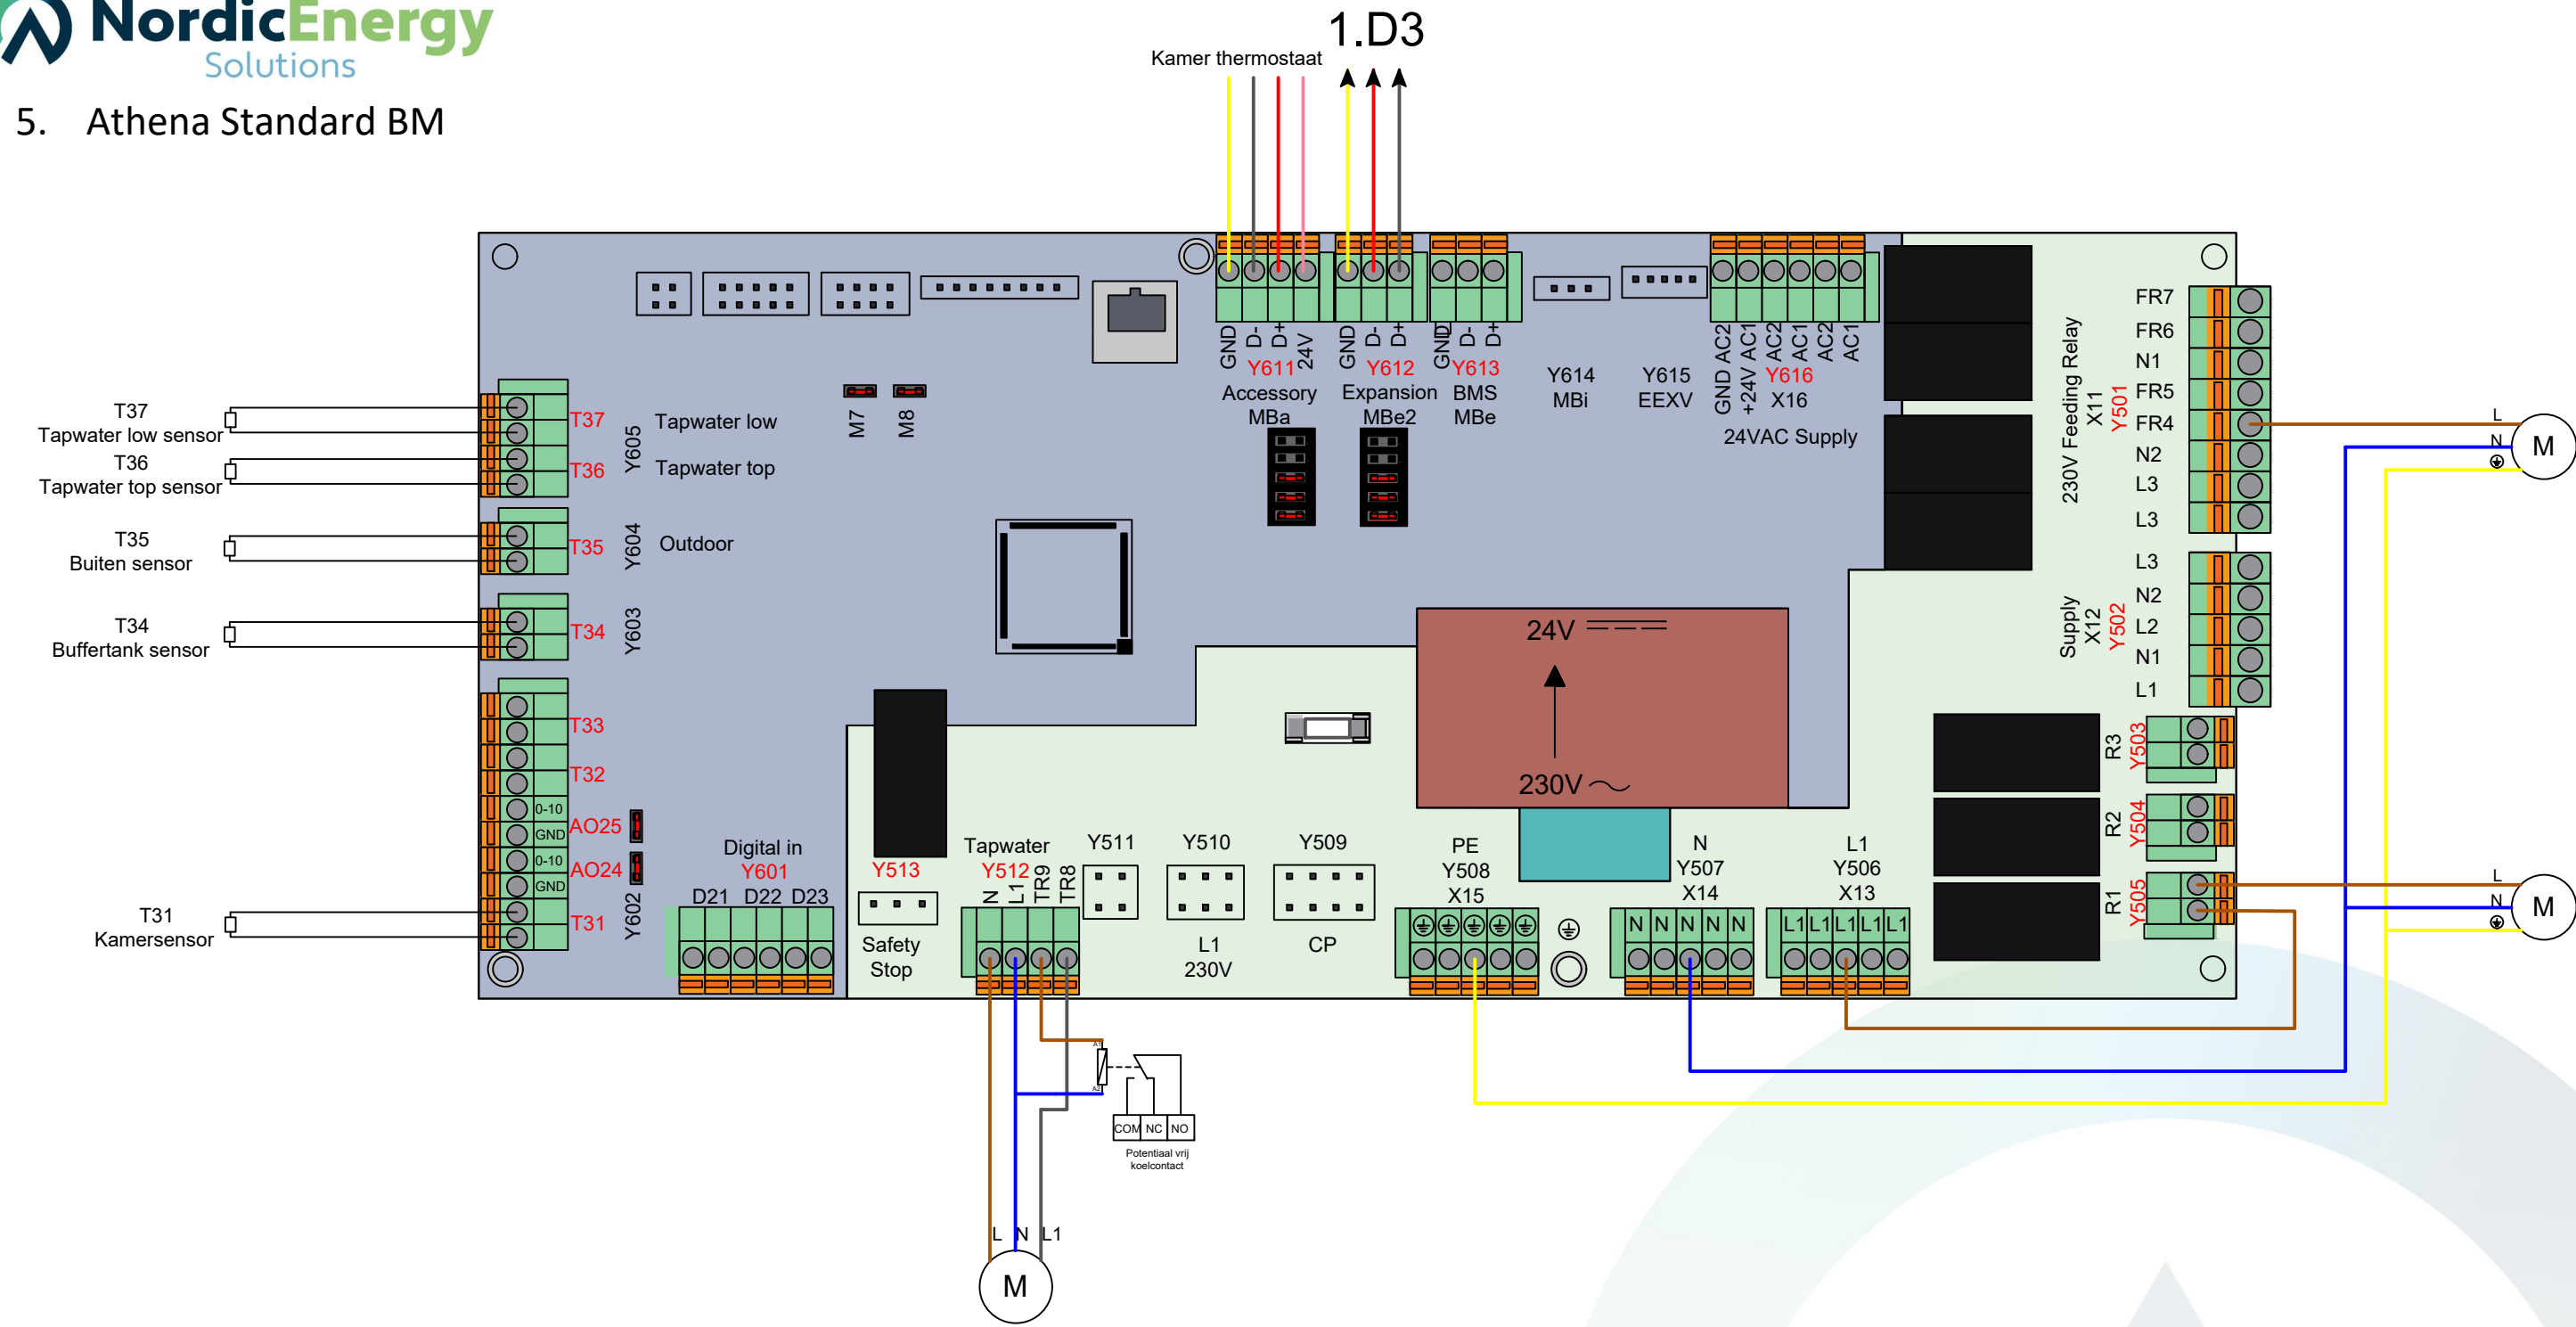 NordicEnergy
Solutions
5. Athena Standard BM
1.D3
Kamer thermostaat
GND
D-
D+
24V
Y611
Accessory
MBa
GND
D-
D+
Y612
Expansion
MBe2
GND
D-
D+
Y613
BMS
MBe
Y614
MBi
Y615
EEXV
GND AC2
+24V AC1
AC2
AC1
AC2
AC1
Y616
X16
24VAC Supply
M7
M8
T37
Tapwater low sensor
T36
Tapwater top sensor
T35
Buiten sensor
T34
Buffertank sensor
T31
Kamersensor
T37
T36
Y605
Tapwater low
Tapwater top
T35
Y604
Outdoor
T34
Y603
T33
T32
0-10
GND
AO25
0-10
GND
AO24
T31
Y602
Digital in
Y601
D21 D22 D23
Y513
Safety
Stop
Tapwater
Y512
N
L1
TR9
TR8
Y511
Y510
L1
230V
Y509
CP
24V
230V
PE
Y508
X15
N
Y507
X14
N N N N N
L1
Y506
X13
L1 L1 L1 L1 L1
230V Feeding Relay
X11
Y501
FR7
FR6
N1
FR5
FR4
N2
L3
L3
Supply
X12
Y502
L3
N2
L2
N1
L1
R3
Y503
R2
Y504
R1
Y505
L
N
M
L
N
M
A1
A2
COM NC NO
Potentiaal vrij
koelcontact
L N L1
M